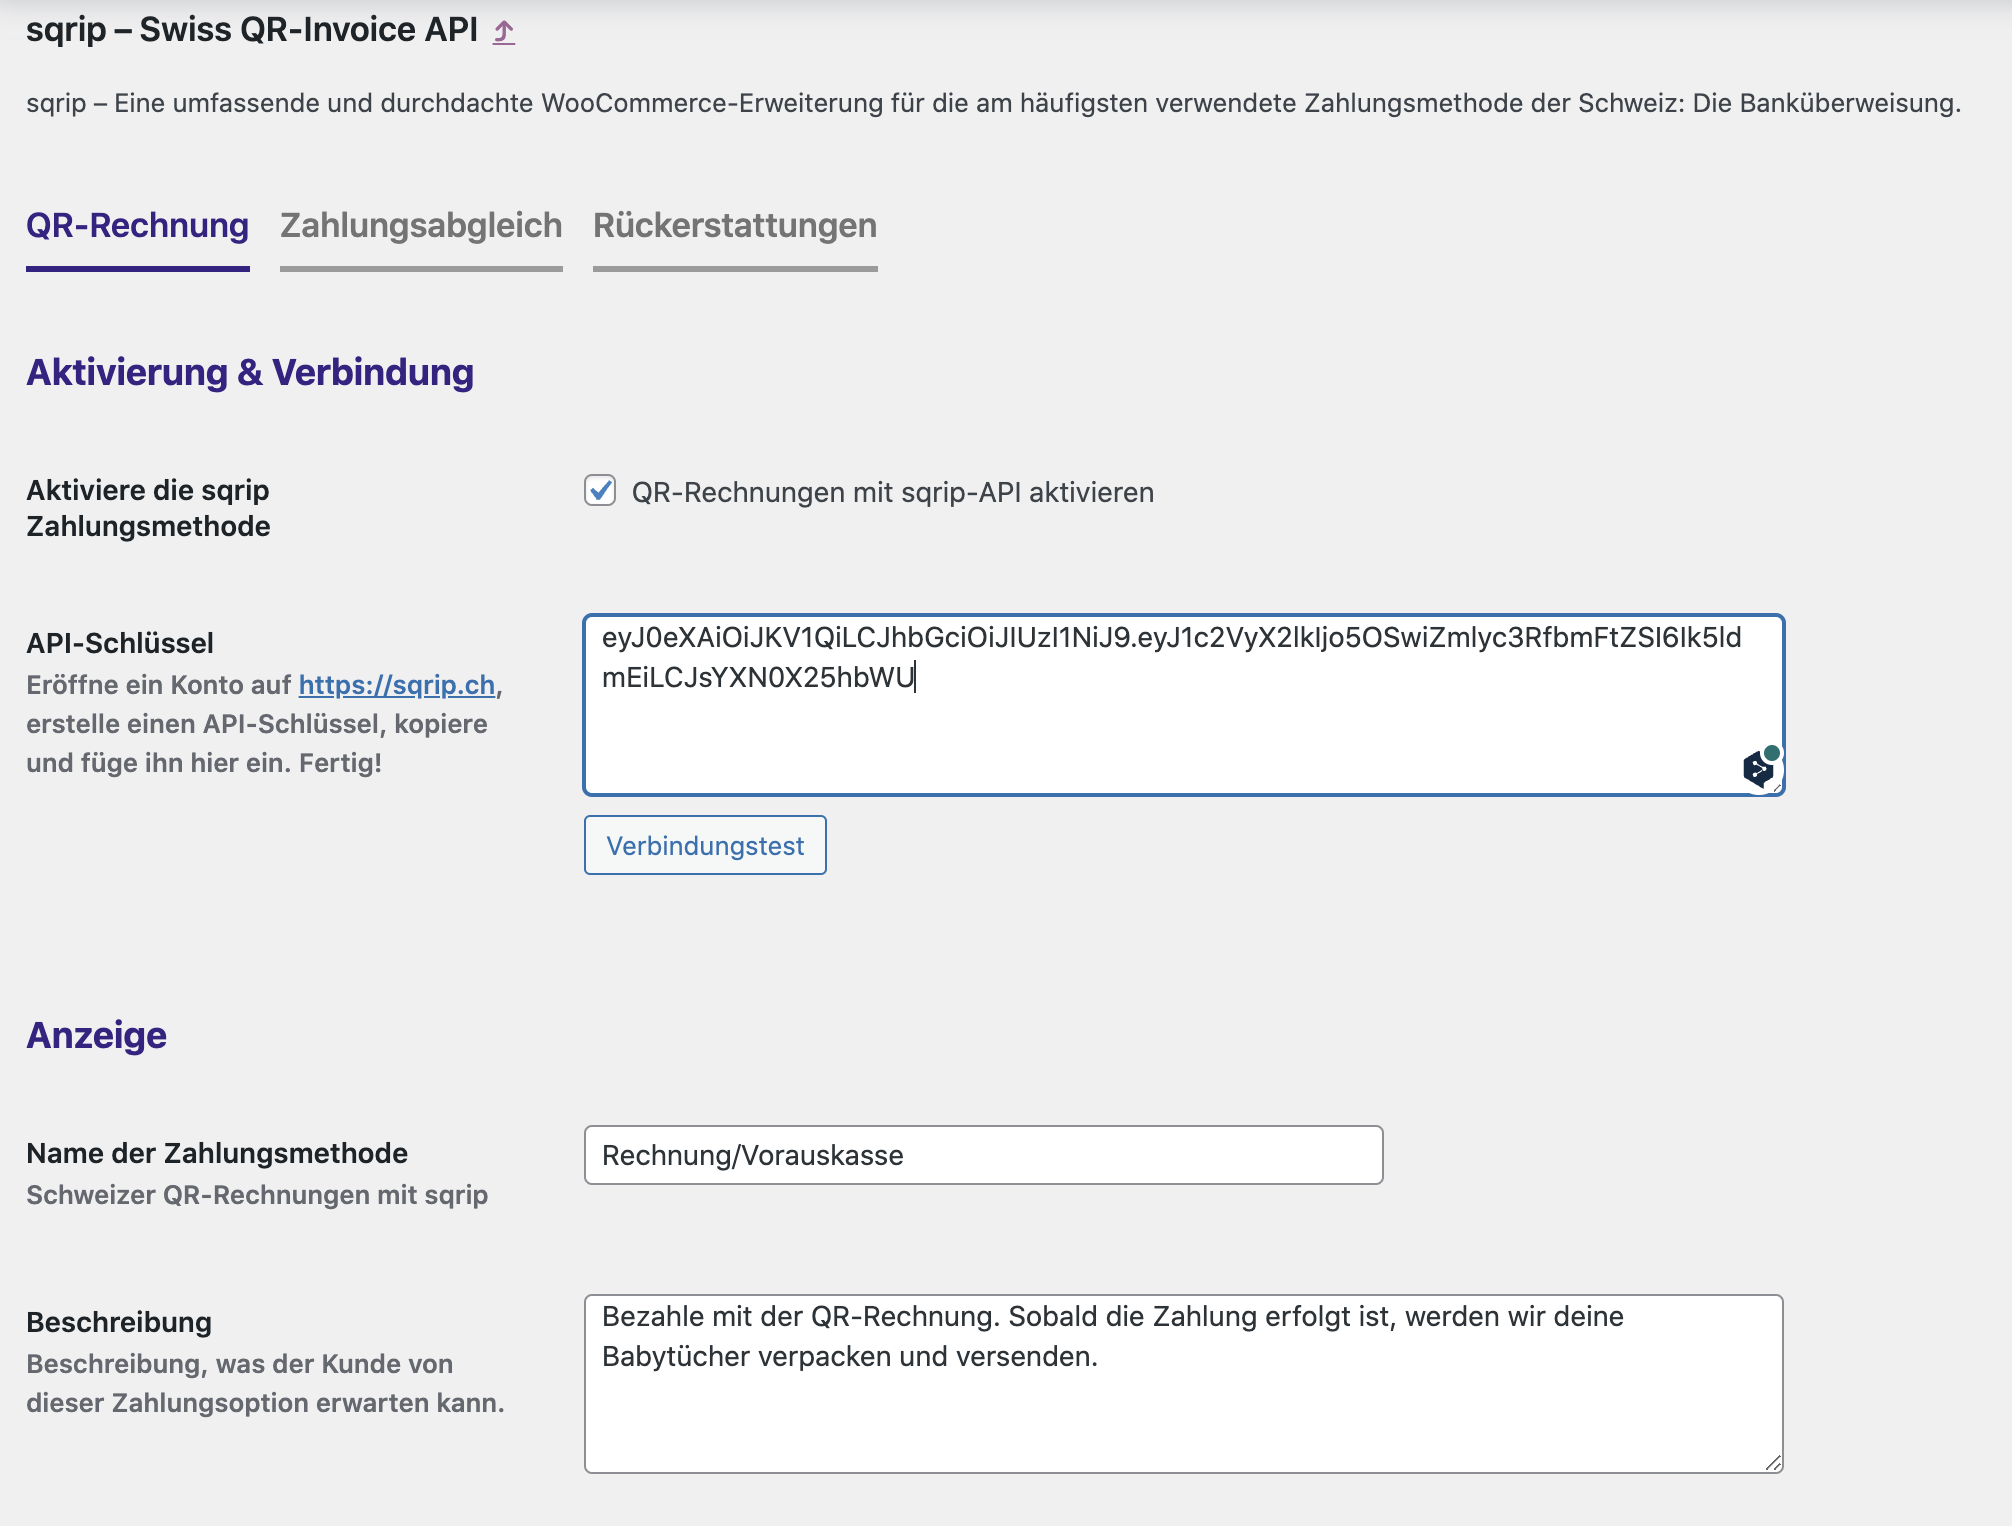 sqrip – Swiss QR-Invoice API ⤴
sqrip – Eine umfassende und durchdachte WooCommerce-Erweiterung für die am häufigsten verwendete Zahlungsmethode der Schweiz: Die Banküberweisung.
QR-Rechnung Zahlungsabgleich Rückerstattungen
Aktivierung & Verbindung
Aktiviere die sqrip
Zahlungsmethode
QR-Rechnungen mit sqrip-API aktivieren
API-Schlüssel
Eröffne ein Konto auf https://sqrip.ch,
erstelle einen API-Schlüssel, kopiere
und füge ihn hier ein. Fertig!
eyJ0eXAiOiJKV1QiLCJhbGciOiJIUzI1NiJ9.eyJ1c2VyX2lkIjo5OSwiZmlyc3RfbmFtZSI6Ik5ld
mEiLCJsYXN0X25hbWU
Verbindungstest
Anzeige
Name der Zahlungsmethode
Schweizer QR-Rechnungen mit sqrip
Rechnung/Vorauskasse
Beschreibung
Beschreibung, was der Kunde von
dieser Zahlungsoption erwarten kann.
Bezahle mit der QR-Rechnung. Sobald die Zahlung erfolgt ist, werden wir deine
Babytücher verpacken und versenden.